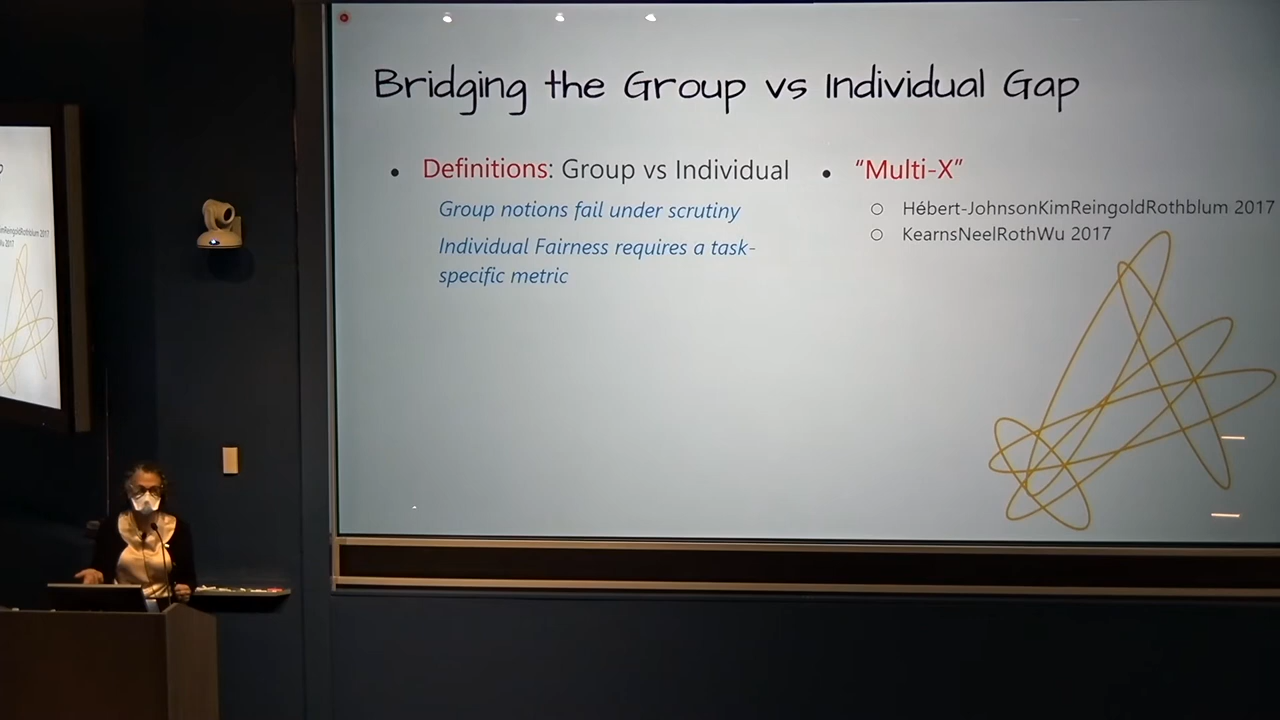 Bridging the Group vs Individual Gap
Definitions: Group vs Individual
Group notions fail under scrutiny
Individual Fairness requires a task-
specific metric
"Multi-X"
Hébert-JohnsonKimReingoldRothblum 2017
KearnsNeelRothWu 2017